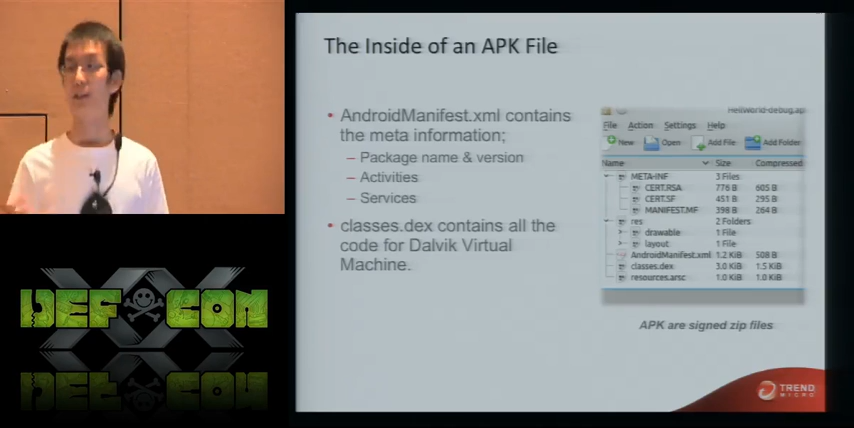 The Inside of an APK File
• AndroidManifest.xml contains
the meta information;
– Package name & version
– Activities
– Services
• classes.dex contains all the
code for Dalvik Virtual
Machine.
HellWorld-debug.ap
File Action Settings Help
New Open Add File Add Folder
Name Size Compressed
META-INF 3 Files
CERT.RSA 776 B 605 B
CERT.SF 451 B 295 B
MANIFEST.MF 398 B 264 B
res 2 Folders
drawable 1 File
layout 1 File
AndroidManifest.xml 1.2 KiB 508 B
classes.dex 3.0 KiB 1.5 KiB
resources.arsc 1.0 KiB 1.0 KiB
APK are signed zip files
TREND
MICRO
XX
DEF CON